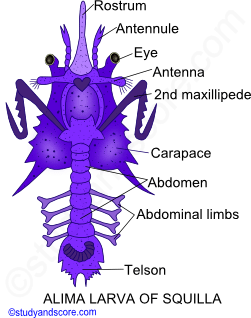 Rostrum
Antennule
Eye
Antenna
2nd maxillipede
Carapace
Abdomen
Abdominal limbs
Telson
ALIMA LARVA OF SQUILLA
©studyandscore.com